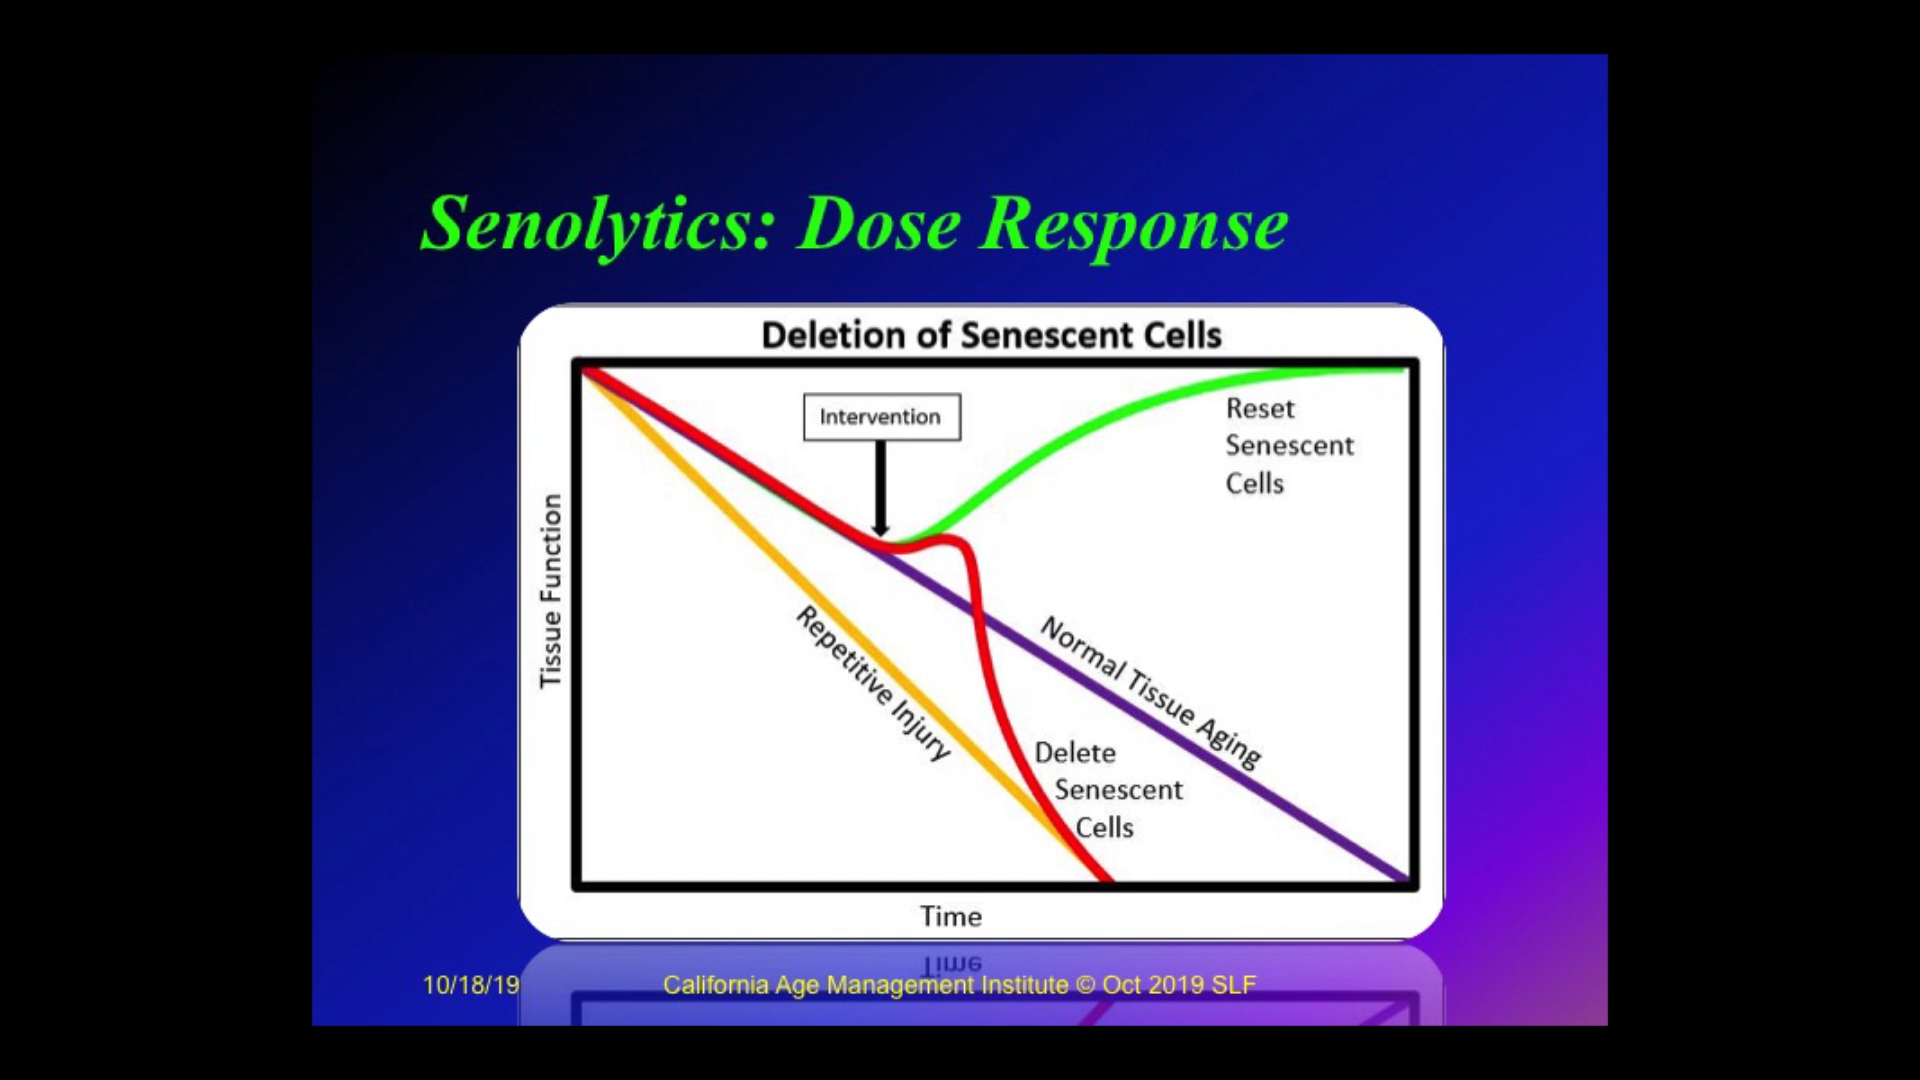 Senolytics: Dose Response
Deletion of Senescent Cells
Intervention
Reset
Senescent
Cells
Tissue Function
Repetitive Injury
Normal Tissue Aging
Delete
Senescent
Cells
Time
Time
10/18/19
California Age Management Institute © Oct 2019 SLF